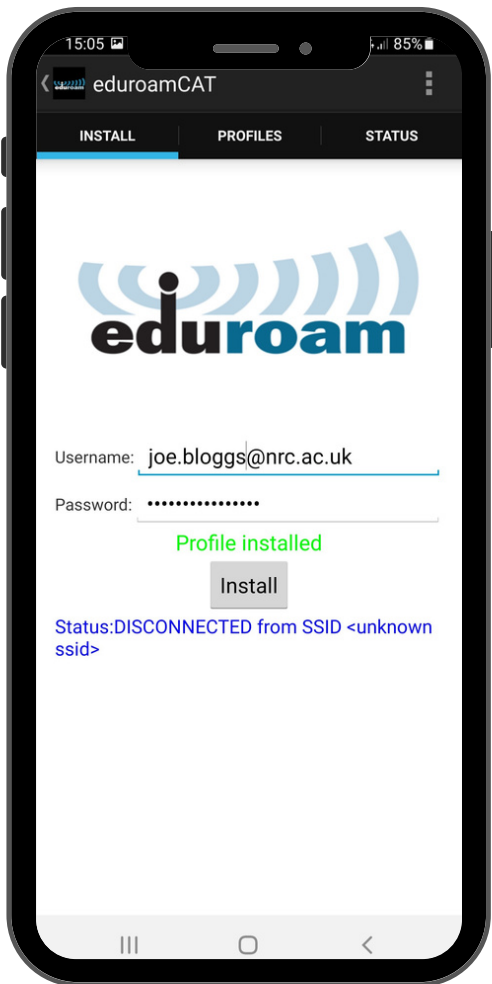 15:05 85%
eduroamCAT
INSTALL PROFILES STATUS
eduroam
Username: joe.bloggs@nrc.ac.uk
Password: ••••••••••••••••
Profile installed
Install
Status:DISCONNECTED from SSID <unknown
ssid>